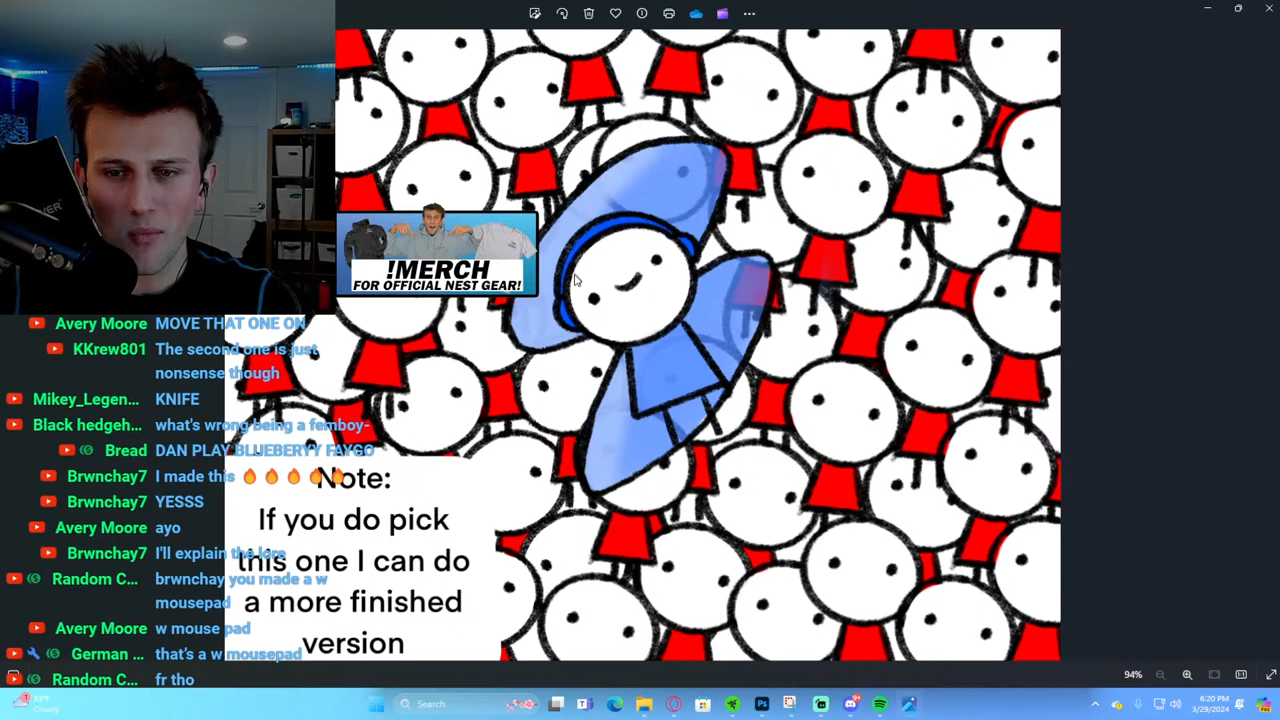 !MERCH
FOR OFFICIAL NEST GEAR!
Avery Moore MOVE THAT ONE ON
KKrew801 The second one is just
nonsense though
Mikey_Legen... KNIFE
Black hedgeh... what's wrong being a femboy-
Bread DAN PLAY BLUEBERYY FAYGO
Brwnchay7 I made this 🔥🔥🔥🔥🔥
Brwnchay7 YESSS
Avery Moore ayo
Brwnchay7 I'll explain the lore
Random C... brwnchay you made a w
mousepad
Avery Moore w mouse pad
German ... that's a w mousepad
Random C... fr tho
Note:
If you do pick
this one I can do
a more finished
version
94%
53°F
Cloudy
Search
9+
6:20 PM
3/29/2024